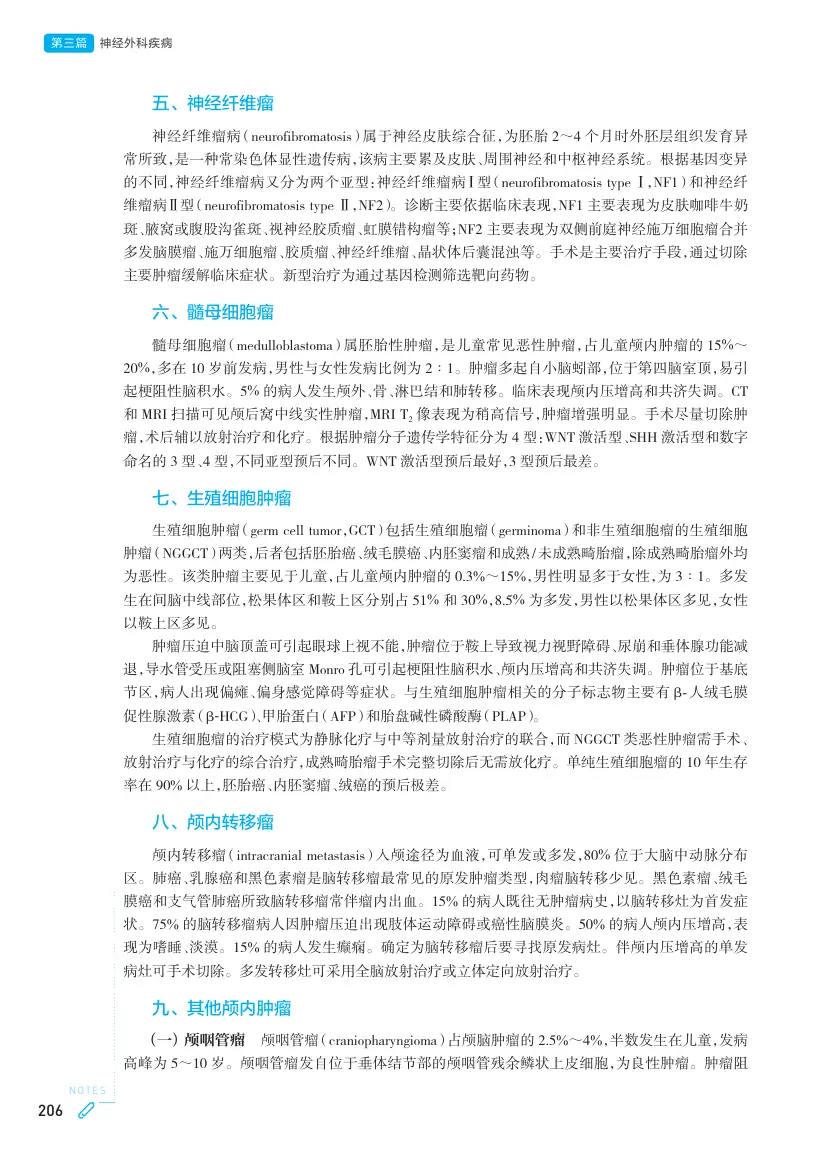 第三篇 神经外科疾病
五、神经纤维瘤
神经纤维瘤病（neurofibromatosis）属于神经皮肤综合征，为胚胎 2～4 个月时外胚层组织发育异
常所致，是一种常染色体显性遗传病，该病主要累及皮肤、周围神经和中枢神经系统。根据基因变异
的不同，神经纤维瘤病又分为两个亚型：神经纤维瘤病Ⅰ型（neurofibromatosis type Ⅰ，NF1）和神经纤
维瘤病Ⅱ型（neurofibromatosis type Ⅱ，NF2）。诊断主要依据临床表现，NF1 主要表现为皮肤咖啡牛奶
斑、腋窝或腹股沟雀斑、视神经胶质瘤、虹膜错构瘤等；NF2 主要表现为双侧前庭神经施万细胞瘤合并
多发脑膜瘤、施万细胞瘤、胶质瘤、神经纤维瘤、晶状体后囊混浊等。手术是主要治疗手段，通过切除
主要肿瘤缓解临床症状。新型治疗为通过基因检测筛选靶向药物。
六、髓母细胞瘤
髓母细胞瘤（medulloblastoma）属胚胎性肿瘤，是儿童常见恶性肿瘤，占儿童颅内肿瘤的 15%～
20%，多在 10 岁前发病，男性与女性发病比例为 2∶1。肿瘤多起自小脑蚓部，位于第四脑室顶，易引
起梗阻性脑积水。5% 的病人发生颅外、骨、淋巴结和肺转移。临床表现颅内压增高和共济失调。CT
和 MRI 扫描可见颅后窝中线实性肿瘤，MRI T₂ 像表现为稍高信号，肿瘤增强明显。手术尽量切除肿
瘤，术后辅以放射治疗和化疗。根据肿瘤分子遗传学特征分为 4 型：WNT 激活型、SHH 激活型和数字
命名的 3 型、4 型，不同亚型预后不同。WNT 激活型预后最好，3 型预后最差。
七、生殖细胞肿瘤
生殖细胞肿瘤（germ cell tumor，GCT）包括生殖细胞瘤（germinoma）和非生殖细胞瘤的生殖细胞
肿瘤（NGGCT）两类，后者包括胚胎癌、绒毛膜癌、内胚窦瘤和成熟/未成熟畸胎瘤，除成熟畸胎瘤外均
为恶性。该类肿瘤主要见于儿童，占儿童颅内肿瘤的 0.3%～15%，男性明显多于女性，为 3∶1。多发
生在间脑中线部位，松果体区和鞍上区分别占 51% 和 30%，8.5% 为多发，男性以松果体区多见，女性
以鞍上区多见。
肿瘤压迫中脑顶盖可引起眼球上视不能，肿瘤位于鞍上导致视力视野障碍、尿崩和垂体腺功能减
退，导水管受压或阻塞侧脑室 Monro 孔可引起梗阻性脑积水、颅内压增高和共济失调。肿瘤位于基底
节区，病人出现偏瘫、偏身感觉障碍等症状。与生殖细胞肿瘤相关的分子标志物主要有 β- 人绒毛膜
促性腺激素（β-HCG）、甲胎蛋白（AFP）和胎盘碱性磷酸酶（PLAP）。
生殖细胞瘤的治疗模式为静脉化疗与中等剂量放射治疗的联合，而 NGGCT 类恶性肿瘤需手术、
放射治疗与化疗的综合治疗，成熟畸胎瘤手术完整切除后无需放化疗。单纯生殖细胞瘤的 10 年生存
率在 90% 以上，胚胎癌、内胚窦瘤、绒癌的预后极差。
八、颅内转移瘤
颅内转移瘤（intracranial metastasis）入颅途径为血液，可单发或多发，80% 位于大脑中动脉分布
区。肺癌、乳腺癌和黑色素瘤是脑转移瘤最常见的原发肿瘤类型，肉瘤脑转移少见。黑色素瘤、绒毛
膜癌和支气管肺癌所致脑转移瘤常伴瘤内出血。15% 的病人既往无肿瘤病史，以脑转移灶为首发症
状。75% 的脑转移瘤病人因肿瘤压迫出现肢体运动障碍或癌性脑膜炎。50% 的病人颅内压增高，表
现为嗜睡、淡漠。15% 的病人发生癫痫。确定为脑转移瘤后要寻找原发病灶。伴颅内压增高的单发
病灶可手术切除。多发转移灶可采用全脑放射治疗或立体定向放射治疗。
九、其他颅内肿瘤
（一）颅咽管瘤 颅咽管瘤（craniopharyngioma）占颅脑肿瘤的 2.5%～4%，半数发生在儿童，发病
高峰为 5～10 岁。颅咽管瘤发自位于垂体结节部的颅咽管残余鳞状上皮细胞，为良性肿瘤。肿瘤阻
NOTES
206